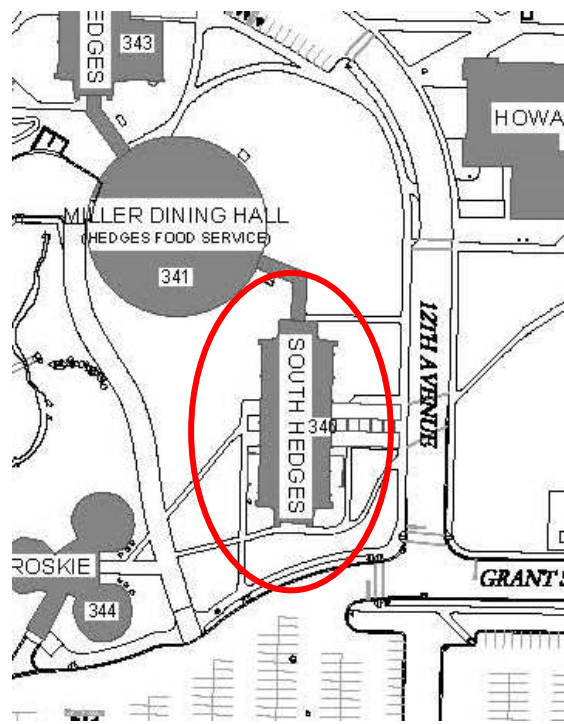 HEDGES
343
HOWA
MILLER DINING HALL
(HEDGES FOOD SERVICE)
341
12TH AVENUE
SOUTH HEDGES
340
ROSKIE
344
GRANT S